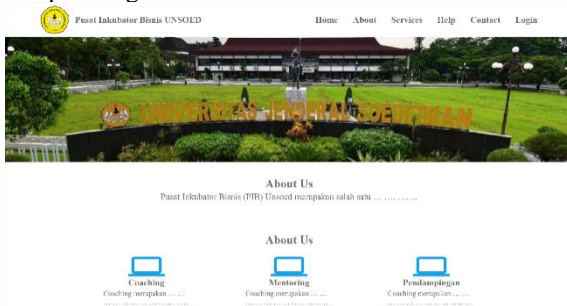 Pusat Inkubator Bisnis UNSOED
Home About Services Help Contact Login
UNIVERSITAS JENDERAL SOEDIRMAN
About Us
Pusat Inkubator Bisnis (PIB) Unsoed merupakan salah satu ... ... ... ...
About Us
Coaching Mentoring Pendampingan
Coaching merupakan ... ... Coaching merupakan ... ... Coaching merupakan ... ...